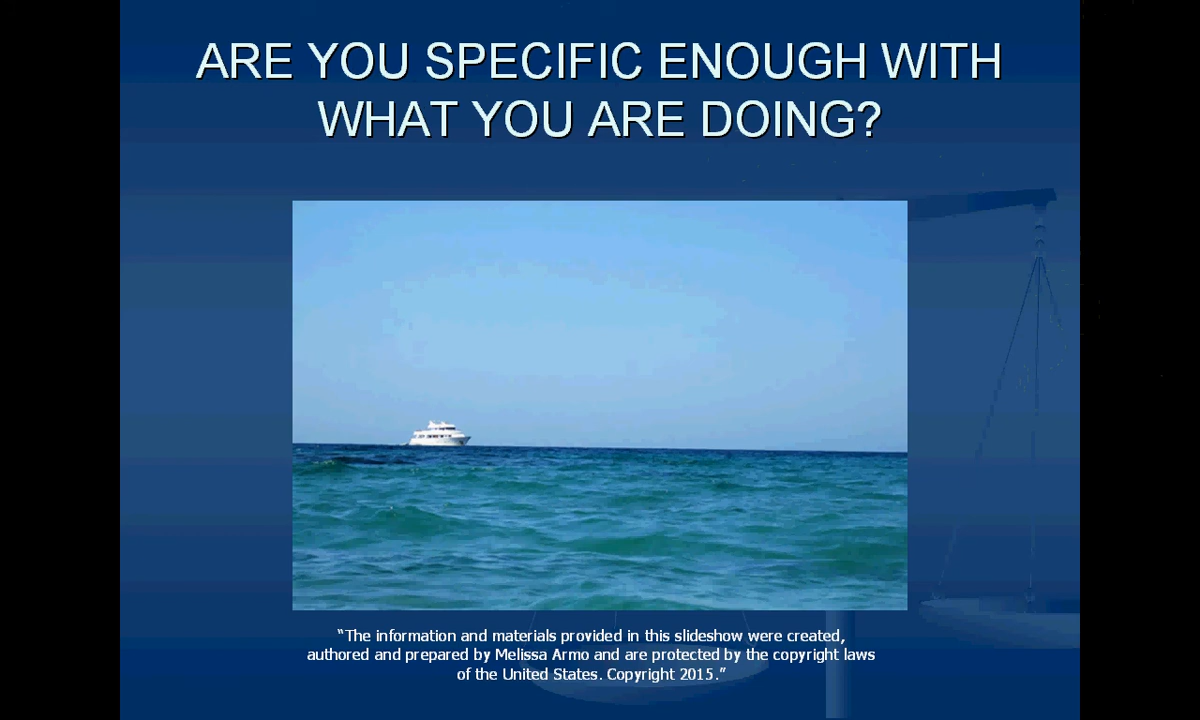 ARE YOU SPECIFIC ENOUGH WITH
WHAT YOU ARE DOING?
“The information and materials provided in this slideshow were created,
authored and prepared by Melissa Armo and are protected by the copyright laws
of the United States. Copyright 2015.”